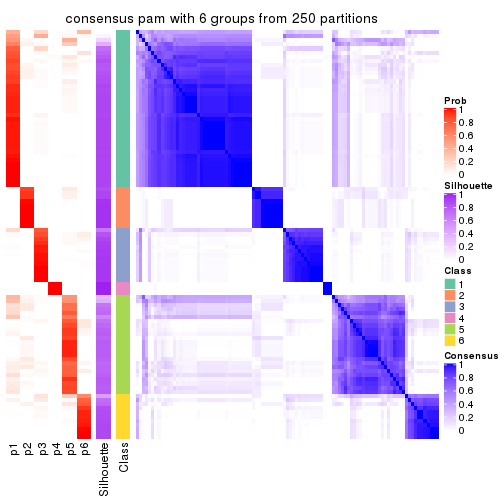 consensus pam with 6 groups from 250 partitions
Prob
1
0.8
0.6
0.4
0.2
0
Silhouette
1
0.8
0.6
0.4
0.2
0
Class
1
2
3
4
5
6
Consensus
1
0.8
0.6
0.4
0.2
0
p1
p2
p3
p4
p5
p6
Silhouette
Class